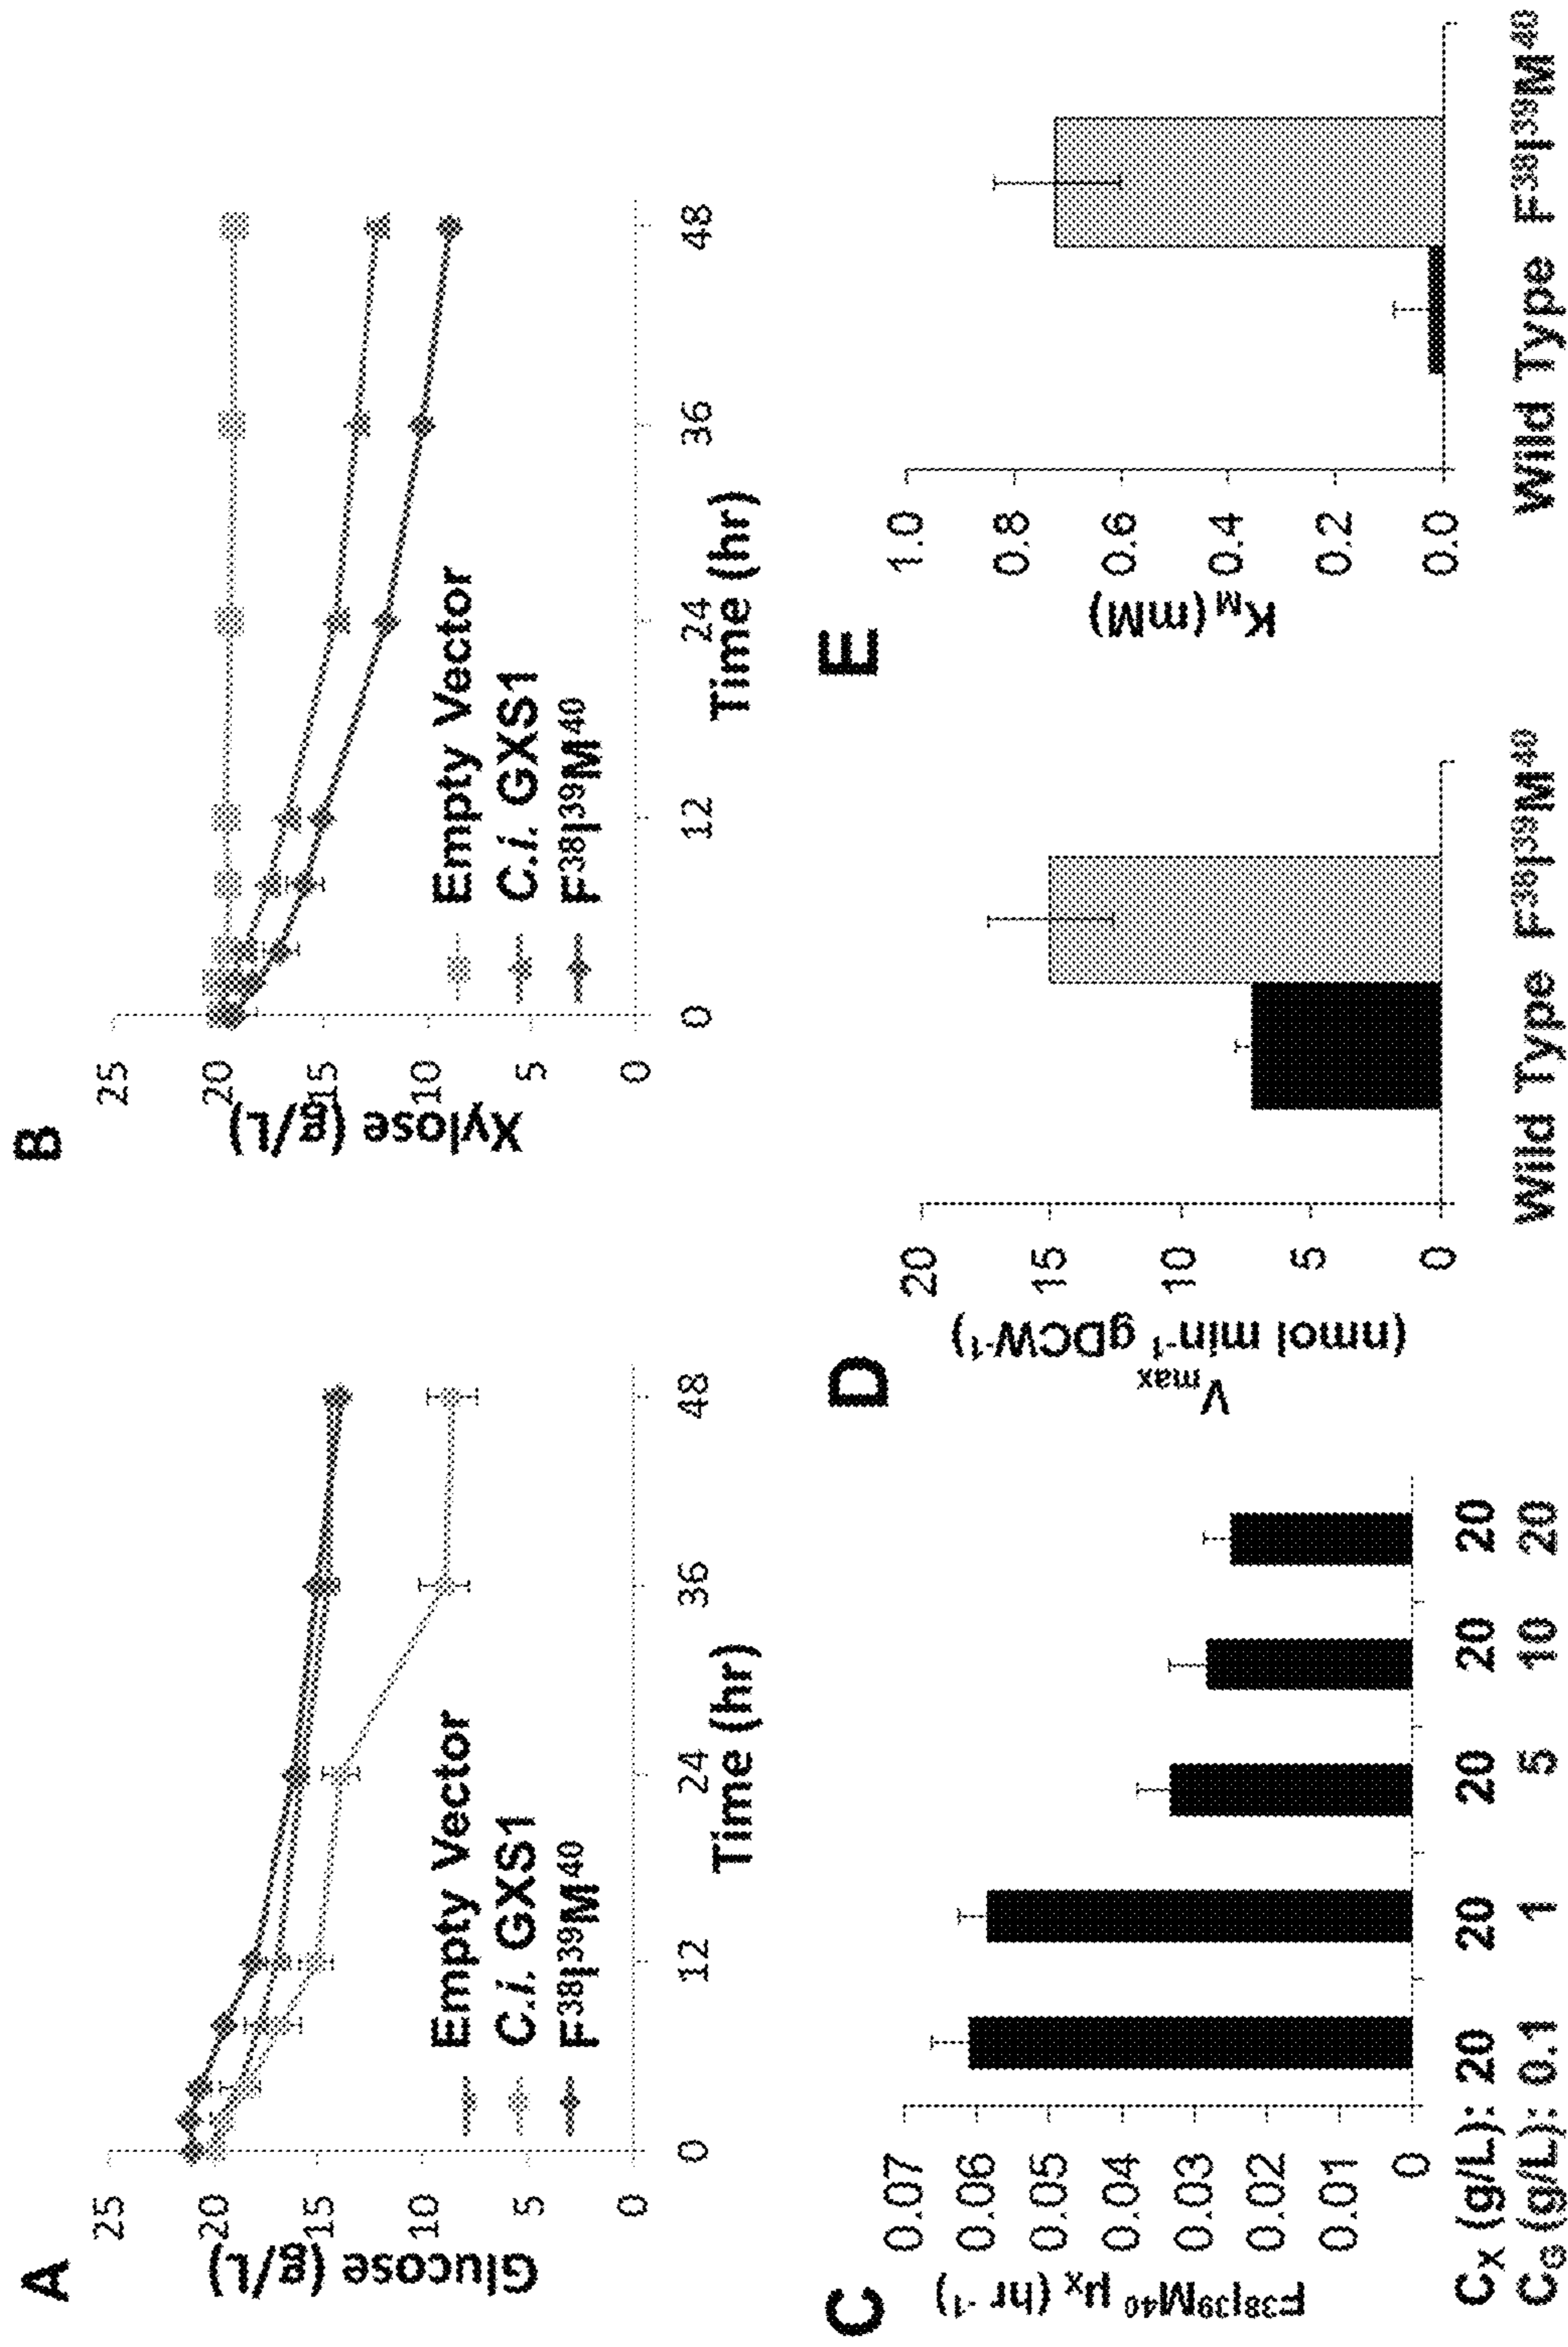 A
Glucose (g/L)
25
20
15
10
5
0
Empty Vector
C.i. GXS1
F³⁸I³⁹M⁴⁰
0 12 24 36 48
Time (hr)
B
Xylose (g/L)
25
20
15
10
5
0
Empty Vector
C.i. GXS1
F³⁸I³⁹M⁴⁰
0 12 24 36 48
Time (hr)
C
F³⁸I³⁹M⁴⁰ μX (hr⁻¹)
0.07
0.06
0.05
0.04
0.03
0.02
0.01
0
CX (g/L): 20 20 20 20 20
CG (g/L): 0.1 1 5 10 20
D
Vmax
(nmol min⁻¹ gDCW⁻¹)
20
15
10
5
0
Wild Type F³⁸I³⁹M⁴⁰
E
KM (mM)
1.0
0.8
0.6
0.4
0.2
0.0
Wild Type F³⁸I³⁹M⁴⁰